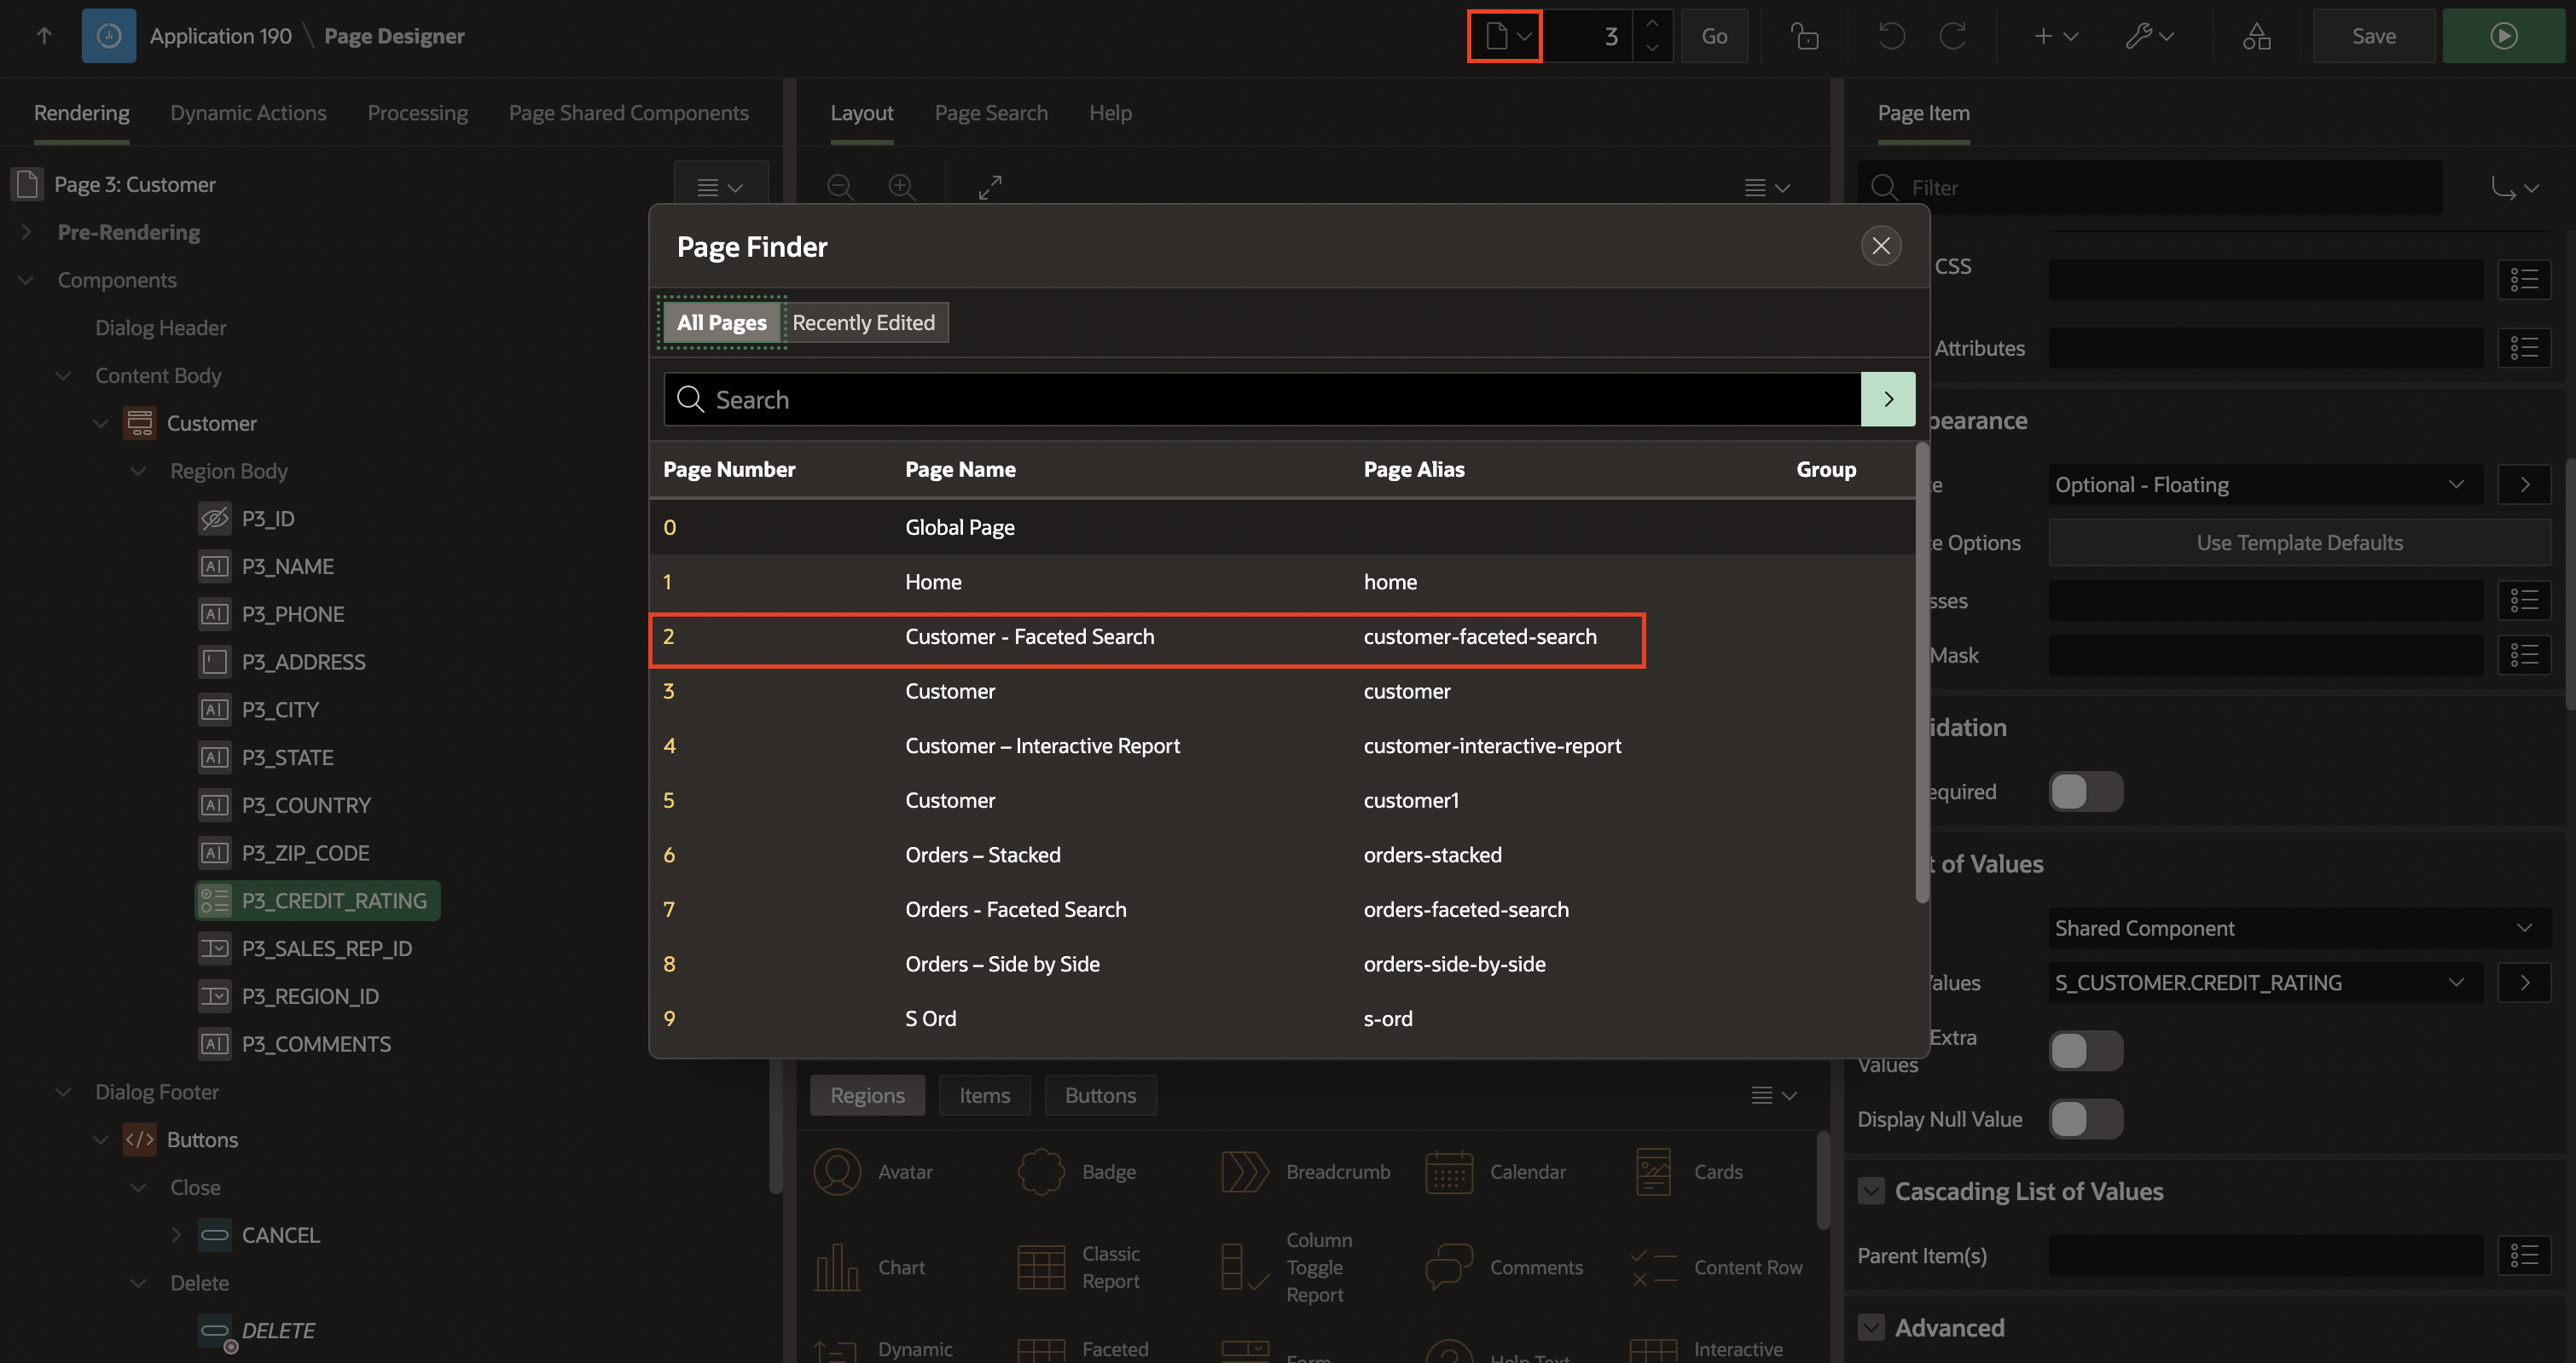 Application 190 \ Page Designer
3
Go
Save
Rendering
Dynamic Actions
Processing
Page Shared Components
Layout
Page Search
Help
Page Item
Page 3: Customer
Pre-Rendering
Components
Dialog Header
Content Body
Customer
Region Body
P3_ID
P3_NAME
P3_PHONE
P3_ADDRESS
P3_CITY
P3_STATE
P3_COUNTRY
P3_ZIP_CODE
P3_CREDIT_RATING
P3_SALES_REP_ID
P3_REGION_ID
P3_COMMENTS
Dialog Footer
Buttons
Close
CANCEL
Delete
DELETE
Page Finder
All Pages
Recently Edited
Search
Page Number Page Name Page Alias Group
0 Global Page
1 Home home
2 Customer - Faceted Search customer-faceted-search
3 Customer customer
4 Customer – Interactive Report customer-interactive-report
5 Customer customer1
6 Orders – Stacked orders-stacked
7 Orders - Faceted Search orders-faceted-search
8 Orders – Side by Side orders-side-by-side
9 S Ord s-ord
Regions
Items
Buttons
Avatar
Badge
Breadcrumb
Calendar
Cards
Chart
Classic
Report
Column
Toggle
Report
Comments
Content Row
Dynamic
Faceted
Form
Help Text
Interactive
Filter
CSS
Attributes
Optional - Floating
Options
Use Template Defaults
Mask
Shared Component
S_CUSTOMER.CREDIT_RATING
of Values
Extra
Values
Display Null Value
Cascading List of Values
Parent Item(s)
Advanced